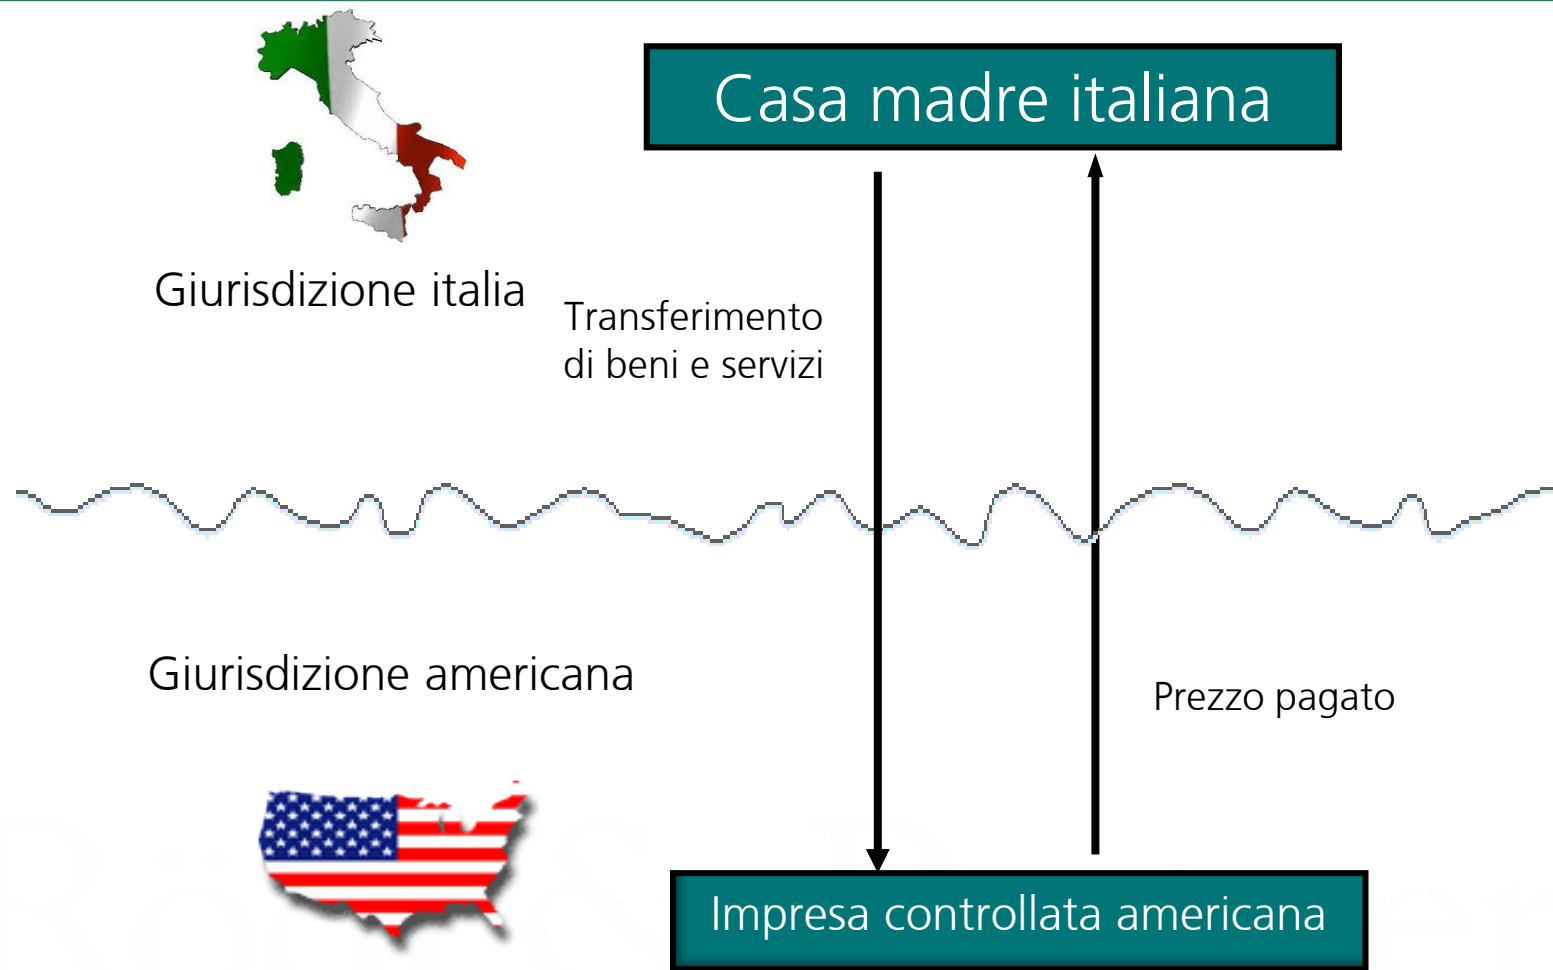 Casa madre italiana
Giurisdizione italia
Transferimento
di beni e servizi
Giurisdizione americana
Prezzo pagato
Impresa controllata americana